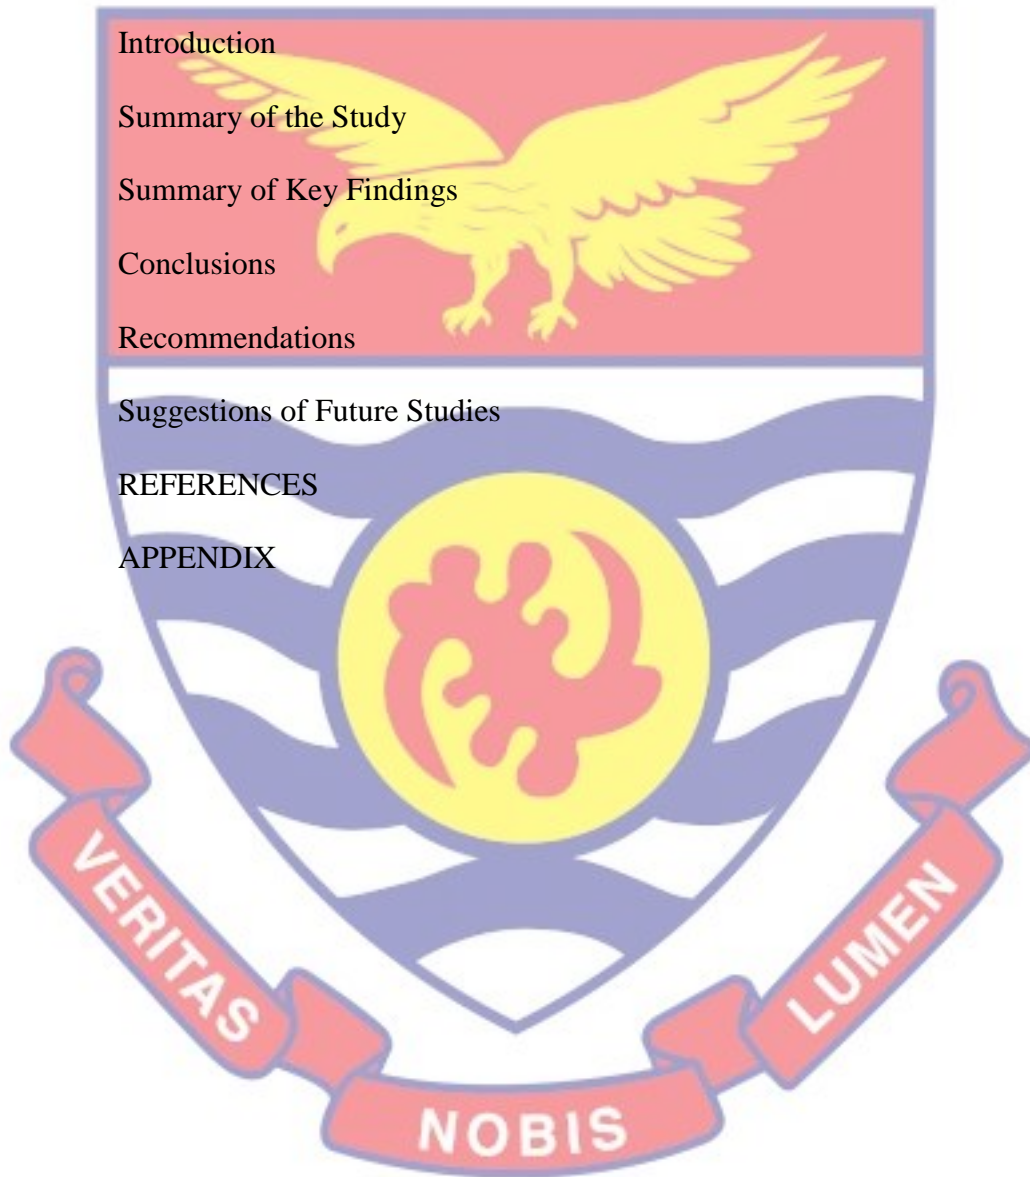 Introduction
Summary of the Study
Summary of Key Findings
Conclusions
Recommendations
Suggestions of Future Studies
REFERENCES
APPENDIX
VERITAS
NOBIS
LUMEN